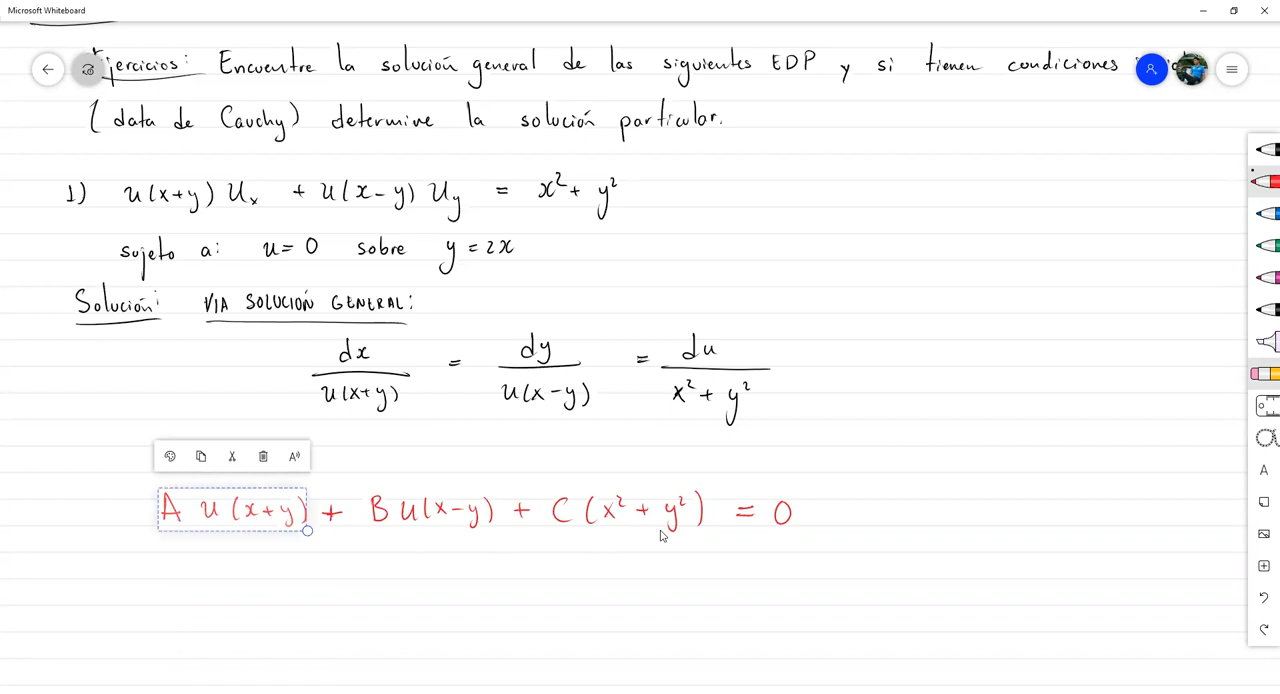 Microsoft Whiteboard
Ejercicios: Encuentre la solución general de las siguientes EDP y si tienen condiciones
(data de Cauchy) determine la solución particular.
1) u(x+y) Ux + u(x-y) Uy = x² + y²
sujeto a: u = 0 sobre y = 2x
Solución: VIA SOLUCIÓN GENERAL:
dx/u(x+y) = dy/u(x-y) = du/x² + y²
A u(x+y) + B u(x-y) + C (x² + y²) = 0